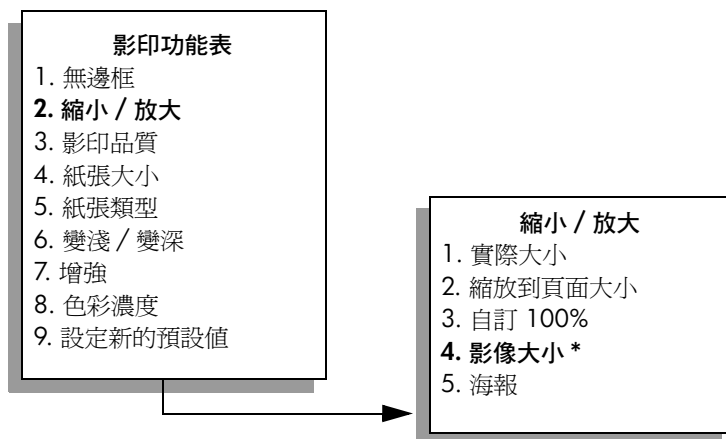 影印功能表
1. 無邊框
2. 縮小 / 放大
3. 影印品質
4. 紙張大小
5. 紙張類型
6. 變淺 / 變深
7. 增強
8. 色彩濃度
9. 設定新的預設值
縮小 / 放大
1. 實際大小
2. 縮放到頁面大小
3. 自訂 100%
4. 影像大小 *
5. 海報